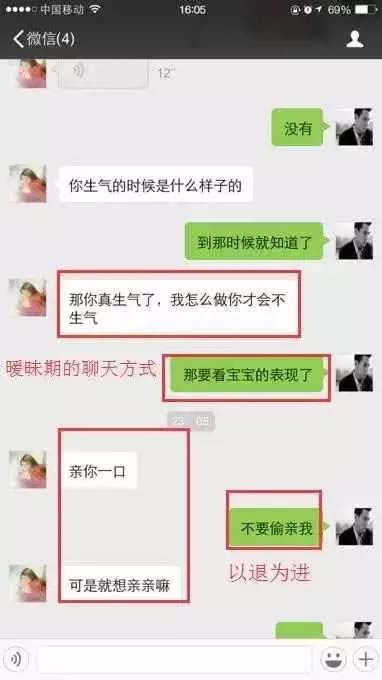 中国移动
16:05
69%
微信(4)
12"
没有
你生气的时候是什么样子的
到那时候就知道了
那你真生气了，我怎么做你才会不
生气
暧昧期的聊天方式
那要看宝宝的表现了
23:05
亲你一口
不要偷亲我
以退为进
可是就想亲亲嘛